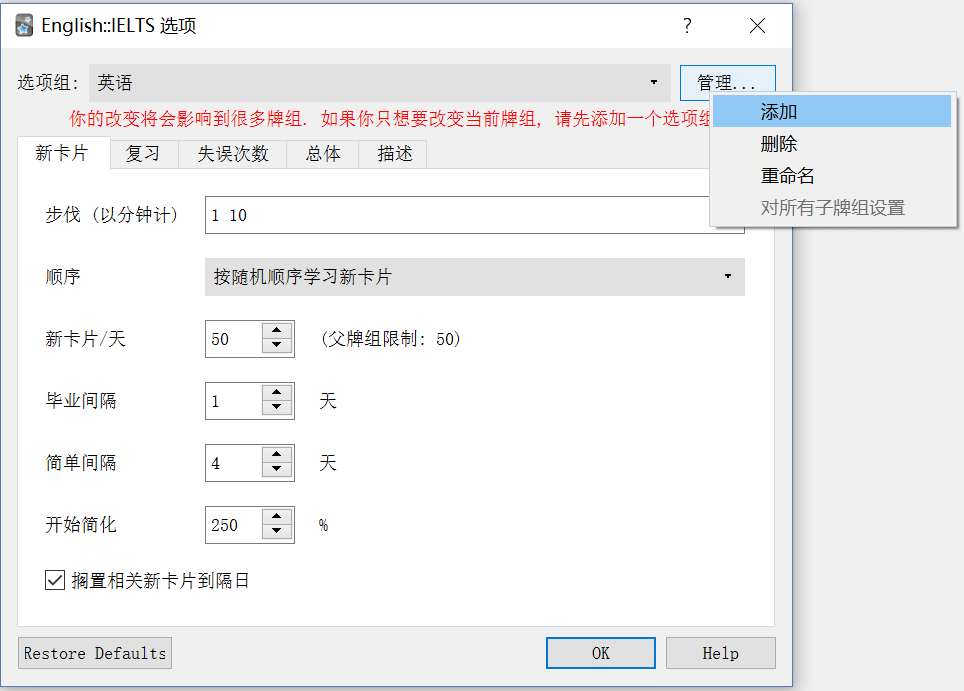 English::IELTS 选项
选项组: 英语 管理...
你的改变将会影响到很多牌组. 如果你只想要改变当前牌组, 请先添加一个选项组
添加
删除
重命名
对所有子牌组设置
新卡片 复习 失误次数 总体 描述
步伐 (以分钟计) 1 10
顺序 按随机顺序学习新卡片
新卡片/天 50 (父牌组限制: 50)
毕业间隔 1 天
简单间隔 4 天
开始简化 250 %
搁置相关新卡片到隔日
Restore Defaults OK Help